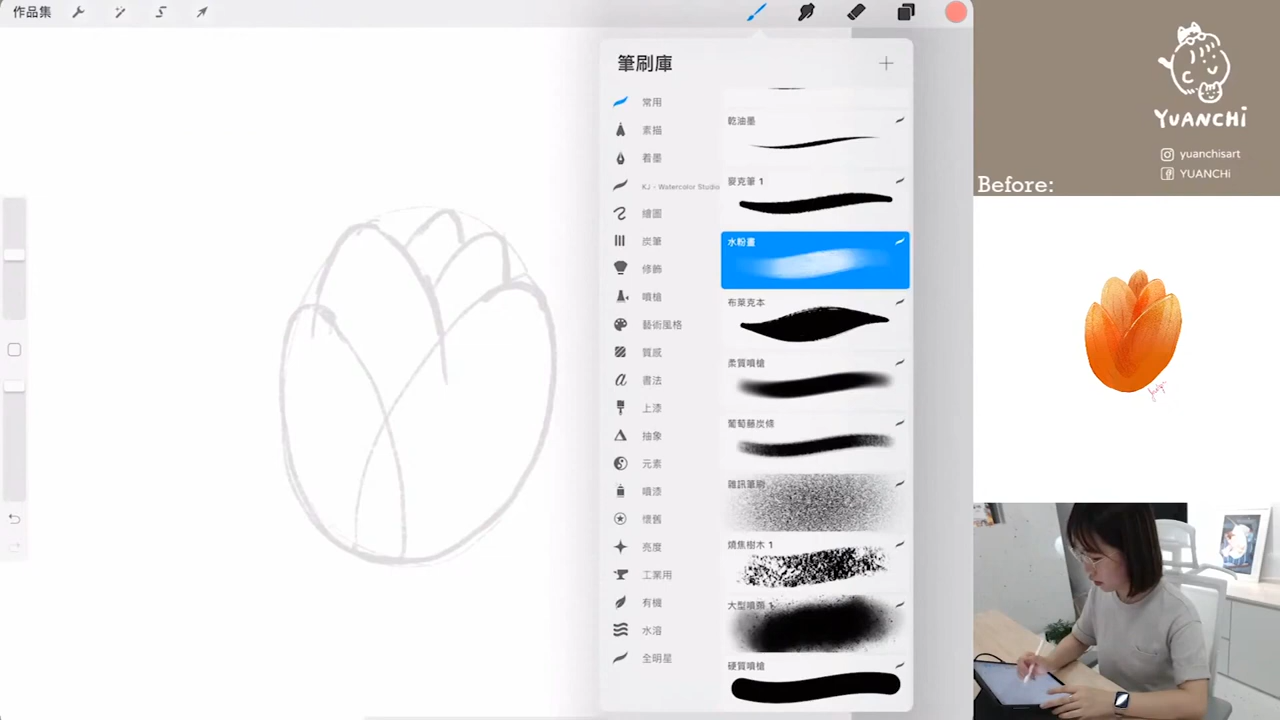 作品集
筆刷庫
常用
素描
着墨
KJ - Watercolor Studio
繪圖
炭筆
修飾
噴槍
藝術風格
質感
書法
上漆
抽象
元素
噴漆
懷舊
亮度
工業用
有機
水溶
全明星
乾油墨
麥克筆 1
水粉畫
布萊克本
柔質噴槍
葡萄藤炭條
雜訊筆刷
燒焦樹木 1
大型噴頭 1
硬質噴槍
YUANCHi
yuanchisart
YUANCHi
Before: